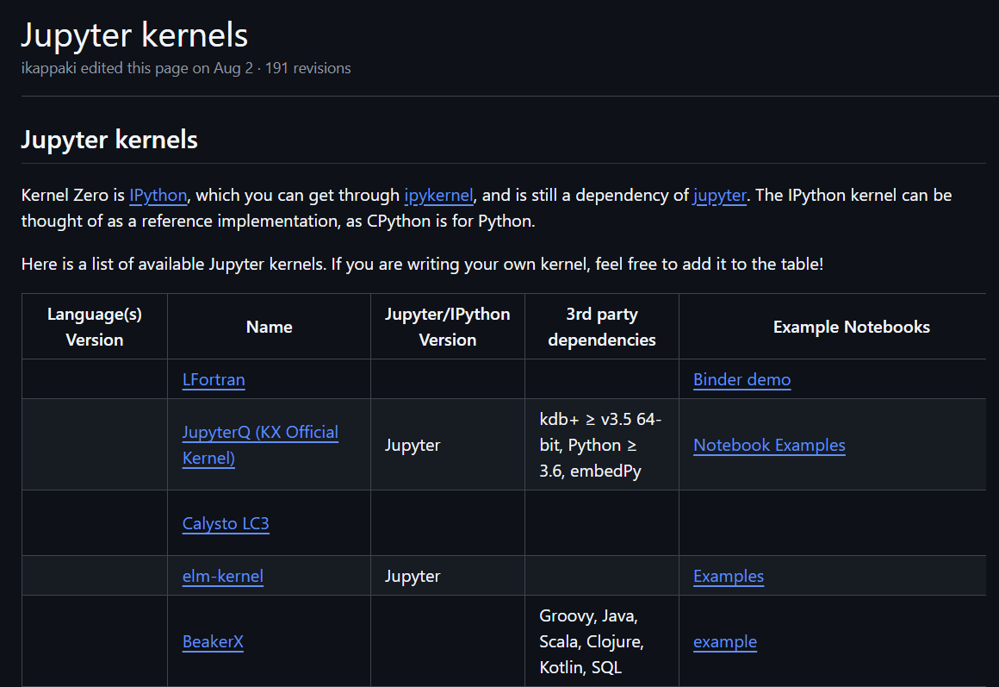 Jupyter kernels
ikappaki edited this page on Aug 2 · 191 revisions
Jupyter kernels
Kernel Zero is IPython, which you can get through ipykernel, and is still a dependency of jupyter. The IPython kernel can be
thought of as a reference implementation, as CPython is for Python.
Here is a list of available Jupyter kernels. If you are writing your own kernel, feel free to add it to the table!
Language(s)
Version
Name
Jupyter/IPython
Version
3rd party
dependencies
Example Notebooks
LFortran
Binder demo
JupyterQ (KX Official
Kernel)
Jupyter
kdb+ ≥ v3.5 64-
bit, Python ≥
3.6, embedPy
Notebook Examples
Calysto LC3
elm-kernel
Jupyter
Examples
BeakerX
Groovy, Java,
Scala, Clojure,
Kotlin, SQL
example